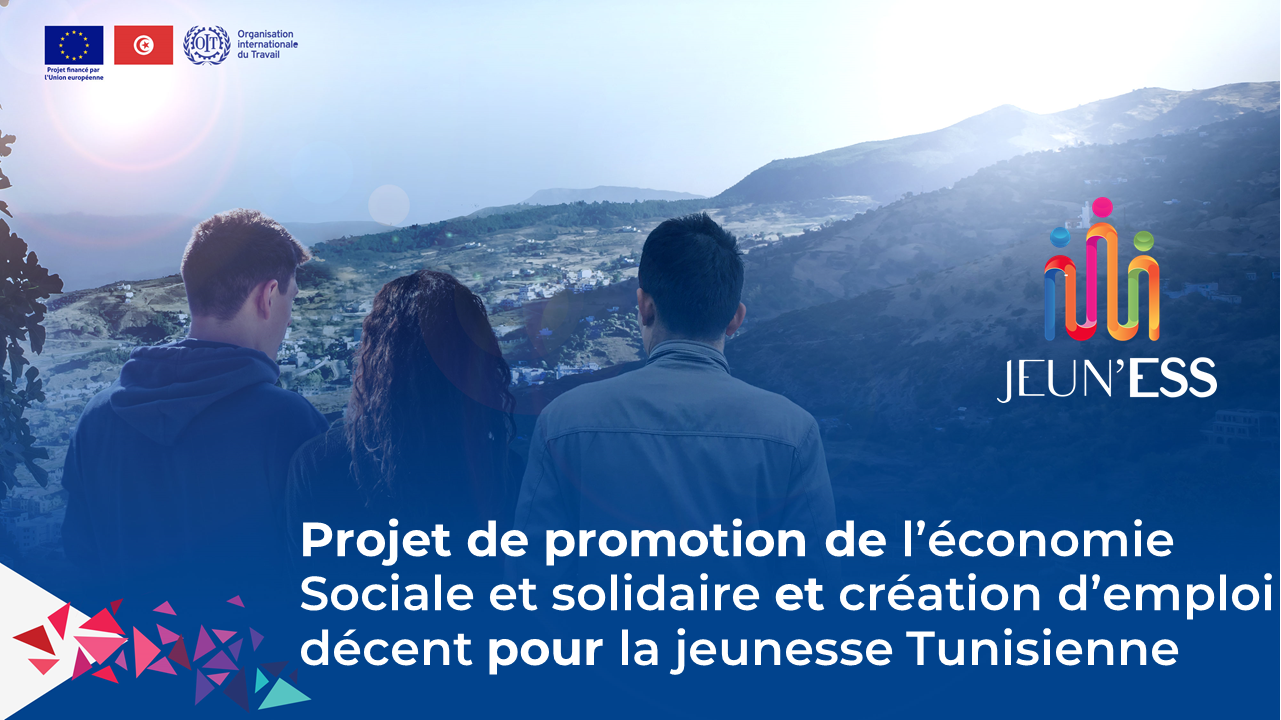 Projet financé par
l'Union européenne
OIT
Organisation
internationale
du Travail
JEUN'ESS
Projet de promotion de l'économie
Sociale et solidaire et création d'emploi
décent pour la jeunesse Tunisienne